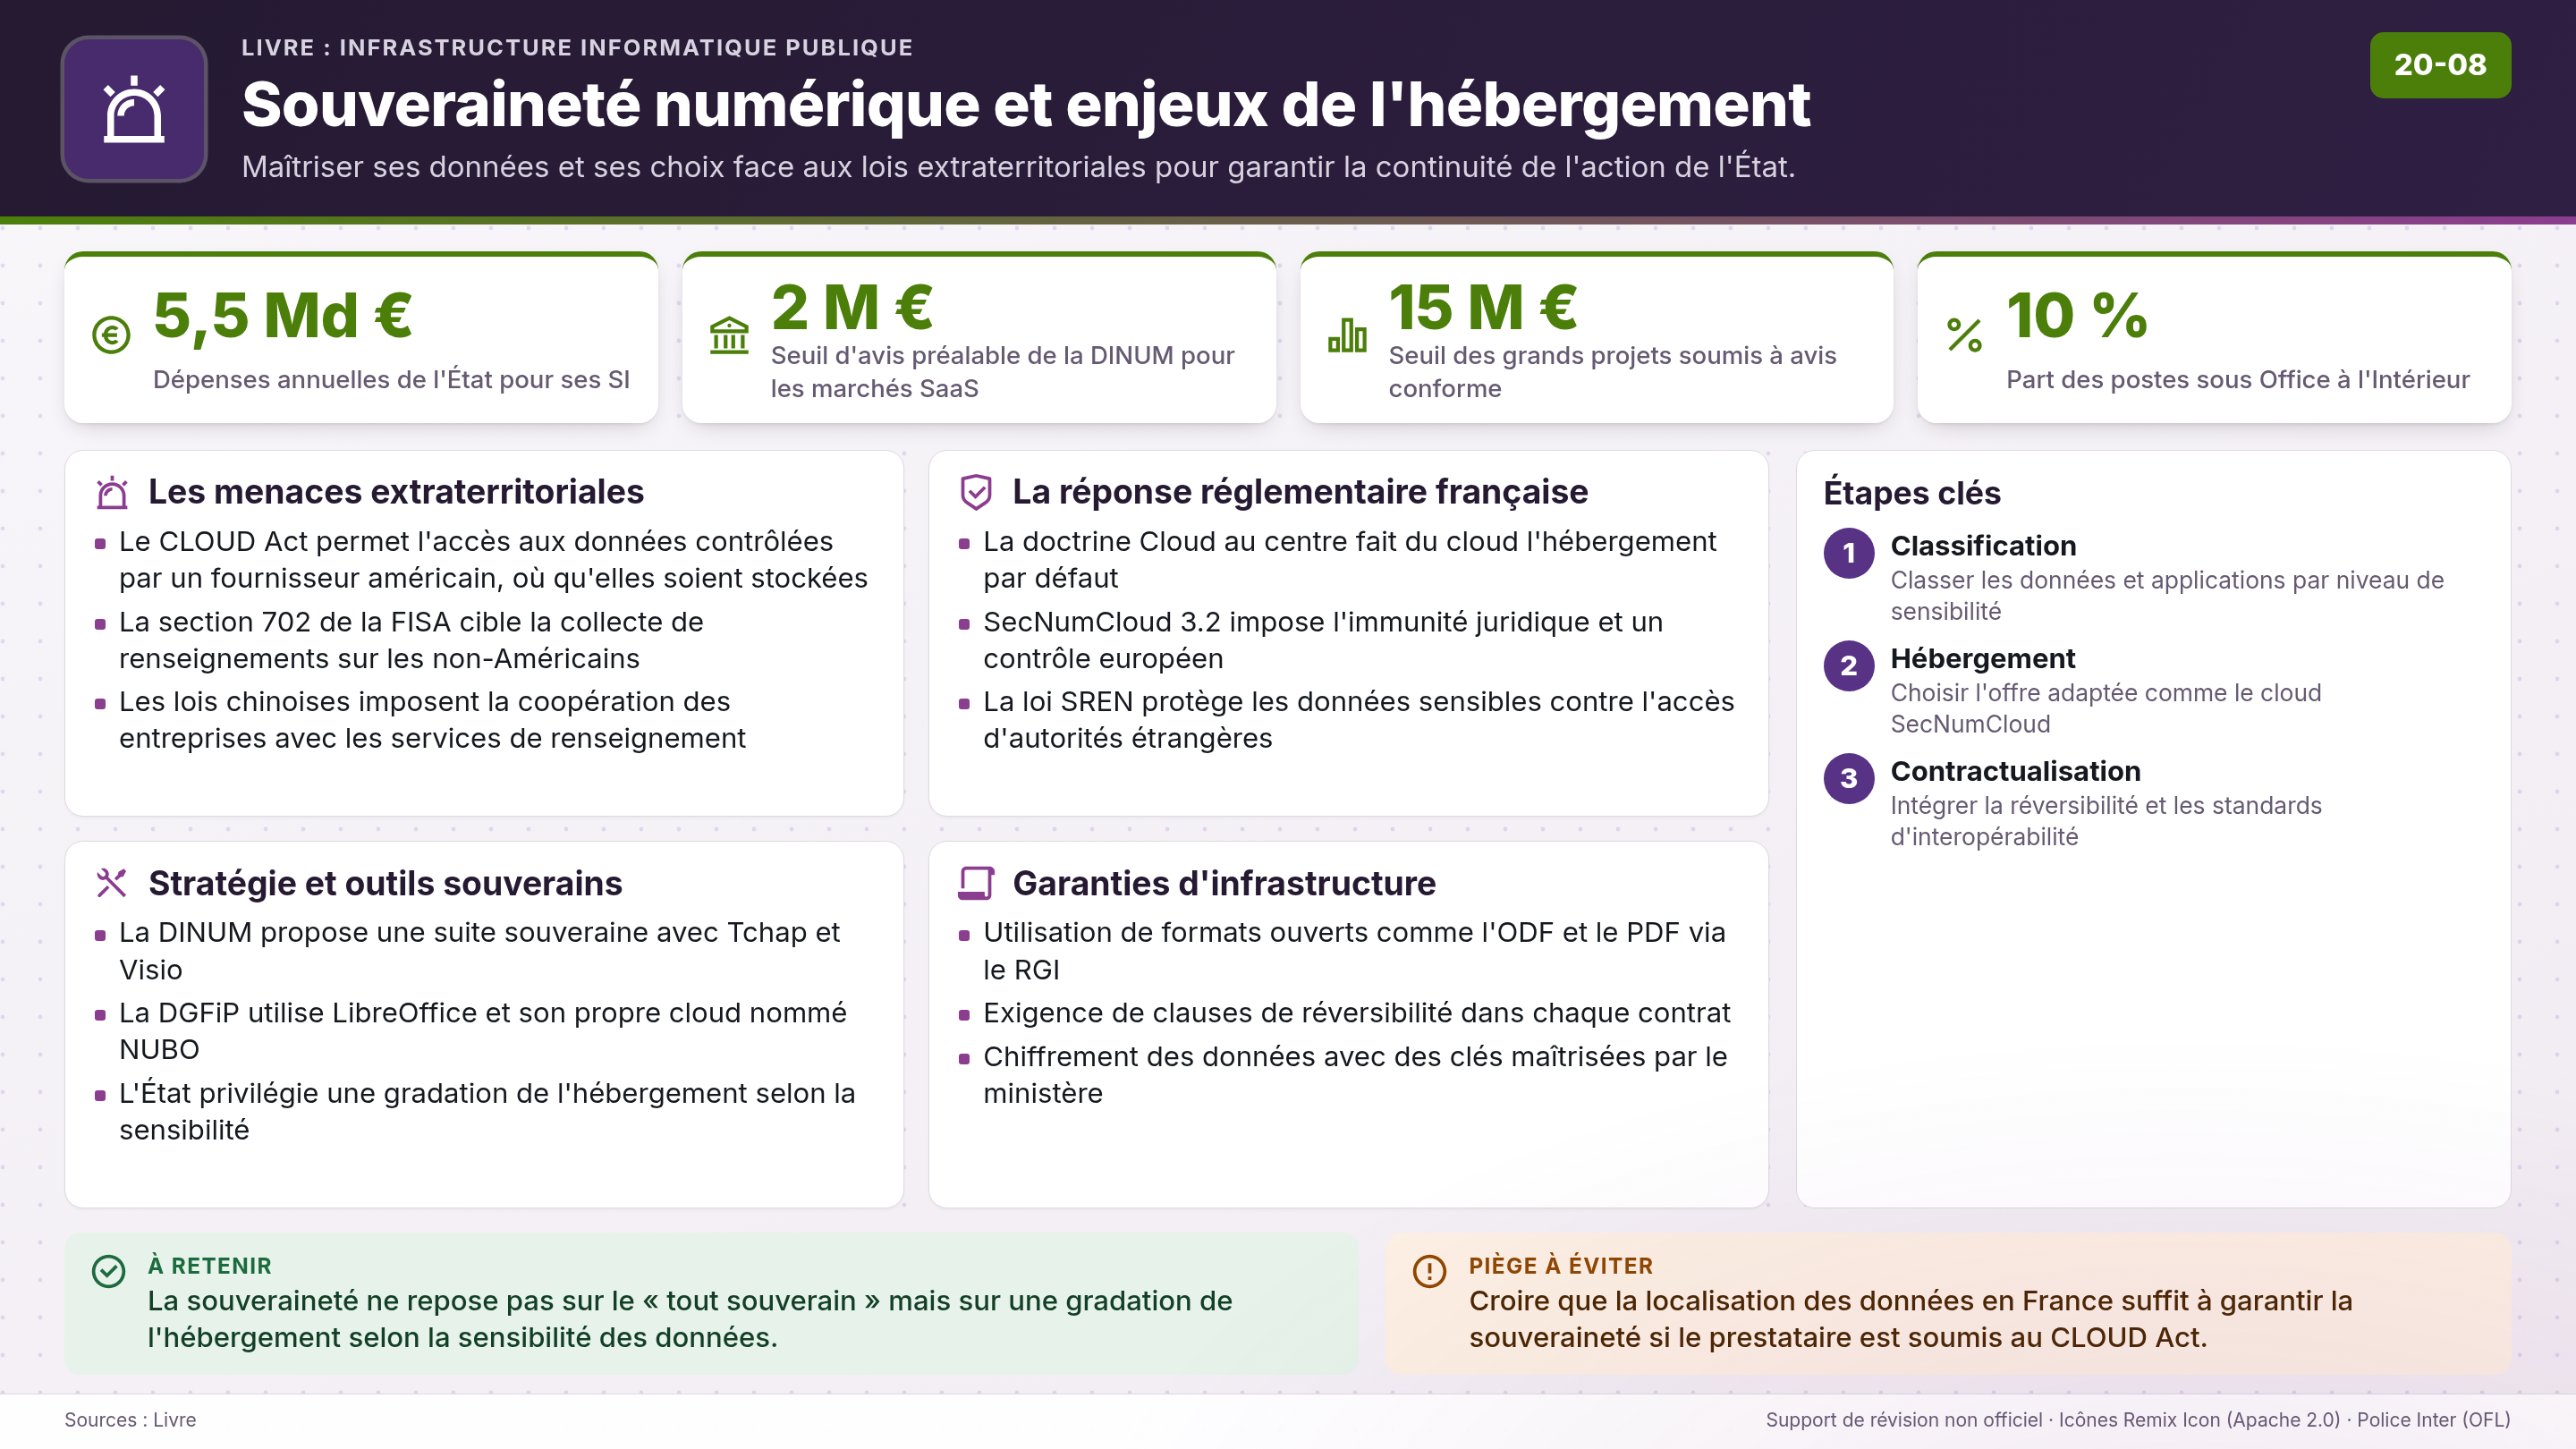 LIVRE : INFRASTRUCTURE INFORMATIQUE PUBLIQUE
Souveraineté numérique et enjeux de l'hébergement
Maîtriser ses données et ses choix face aux lois extraterritoriales pour garantir la continuité de l'action de l'État.
20-08
5,5 Md €
Dépenses annuelles de l'État pour ses SI
2 M €
Seuil d'avis préalable de la DINUM pour
les marchés SaaS
15 M €
Seuil des grands projets soumis à avis
conforme
10 %
Part des postes sous Office à l'Intérieur
Les menaces extraterritoriales
Le CLOUD Act permet l'accès aux données contrôlées
par un fournisseur américain, où qu'elles soient stockées
La section 702 de la FISA cible la collecte de
renseignements sur les non-Américains
Les lois chinoises imposent la coopération des
entreprises avec les services de renseignement
La réponse réglementaire française
La doctrine Cloud au centre fait du cloud l'hébergement
par défaut
SecNumCloud 3.2 impose l'immunité juridique et un
contrôle européen
La loi SREN protège les données sensibles contre l'accès
d'autorités étrangères
Stratégie et outils souverains
La DINUM propose une suite souveraine avec Tchap et
Visio
La DGFiP utilise LibreOffice et son propre cloud nommé
NUBO
L'État privilégie une gradation de l'hébergement selon la
sensibilité
Garanties d'infrastructure
Utilisation de formats ouverts comme l'ODF et le PDF via
le RGI
Exigence de clauses de réversibilité dans chaque contrat
Chiffrement des données avec des clés maîtrisées par le
ministère
Étapes clés
1
Classification
Classer les données et applications par niveau de
sensibilité
2
Hébergement
Choisir l'offre adaptée comme le cloud
SecNumCloud
3
Contractualisation
Intégrer la réversibilité et les standards
d'interopérabilité
À RETENIR
La souveraineté ne repose pas sur le « tout souverain » mais sur une gradation de
l'hébergement selon la sensibilité des données.
PIÈGE À ÉVITER
Croire que la localisation des données en France suffit à garantir la
souveraineté si le prestataire est soumis au CLOUD Act.
Sources : Livre
Support de révision non officiel · Icônes Remix Icon (Apache 2.0) · Police Inter (OFL)